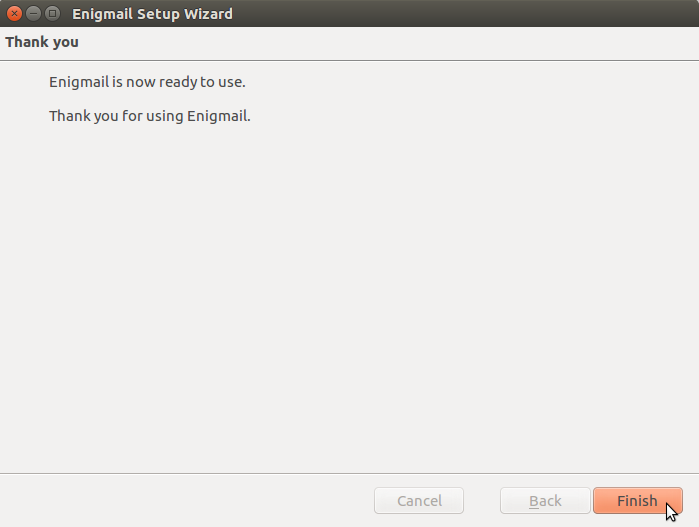 Enigmail Setup Wizard
Thank you
Enigmail is now ready to use.
Thank you for using Enigmail.
Cancel
Back
Finish